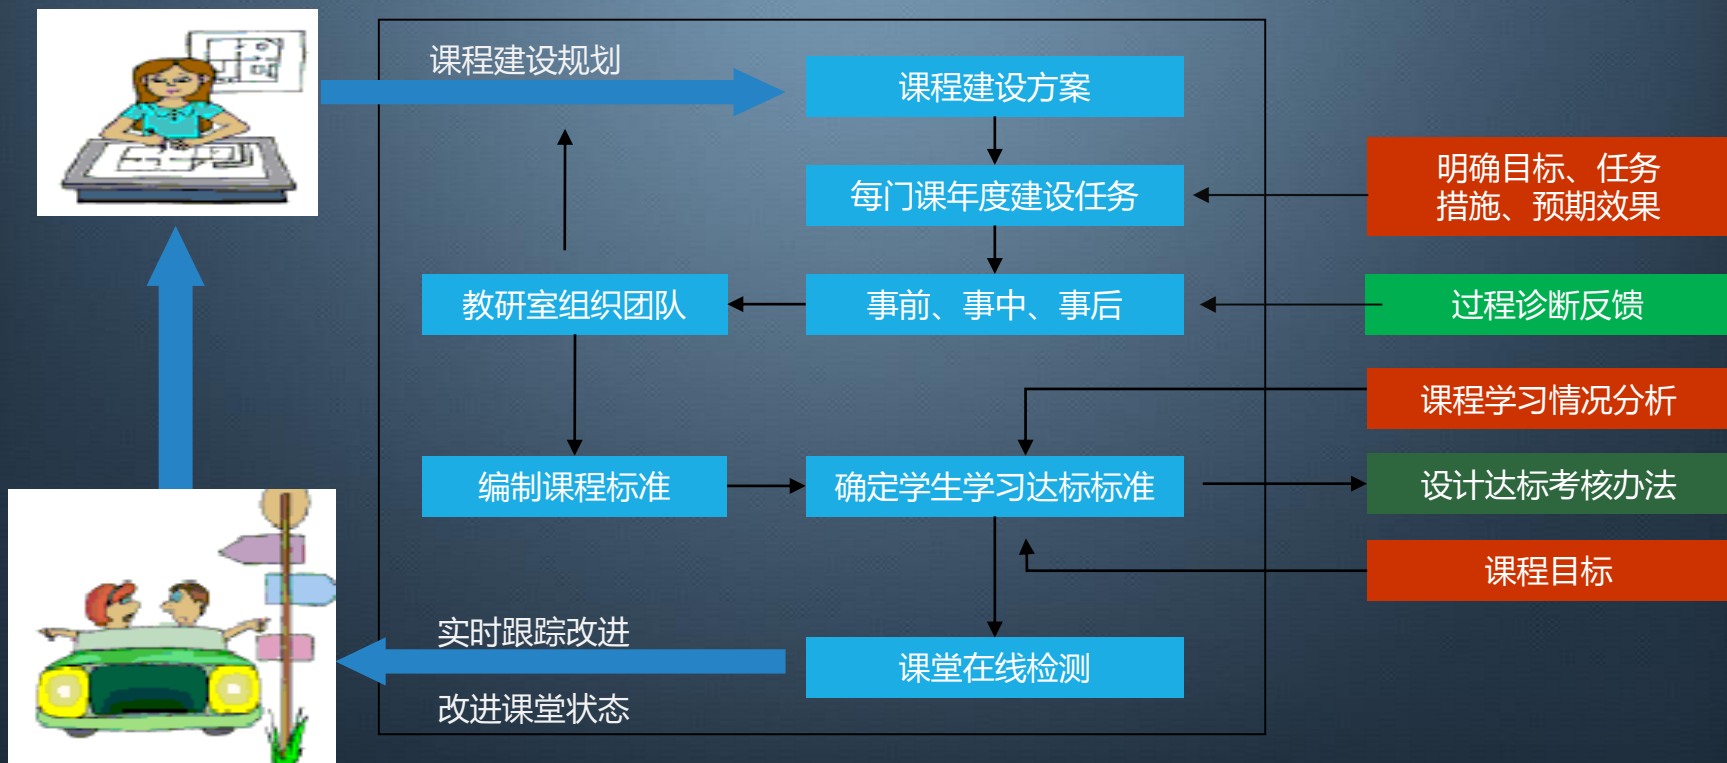 课程建设规划
课程建设方案
每门课年度建设任务
明确目标、任务
措施、预期效果
教研室组织团队
事前、事中、事后
过程诊断反馈
课程学习情况分析
编制课程标准
确定学生学习达标标准
设计达标考核办法
课程目标
实时跟踪改进
课堂在线检测
改进课堂状态